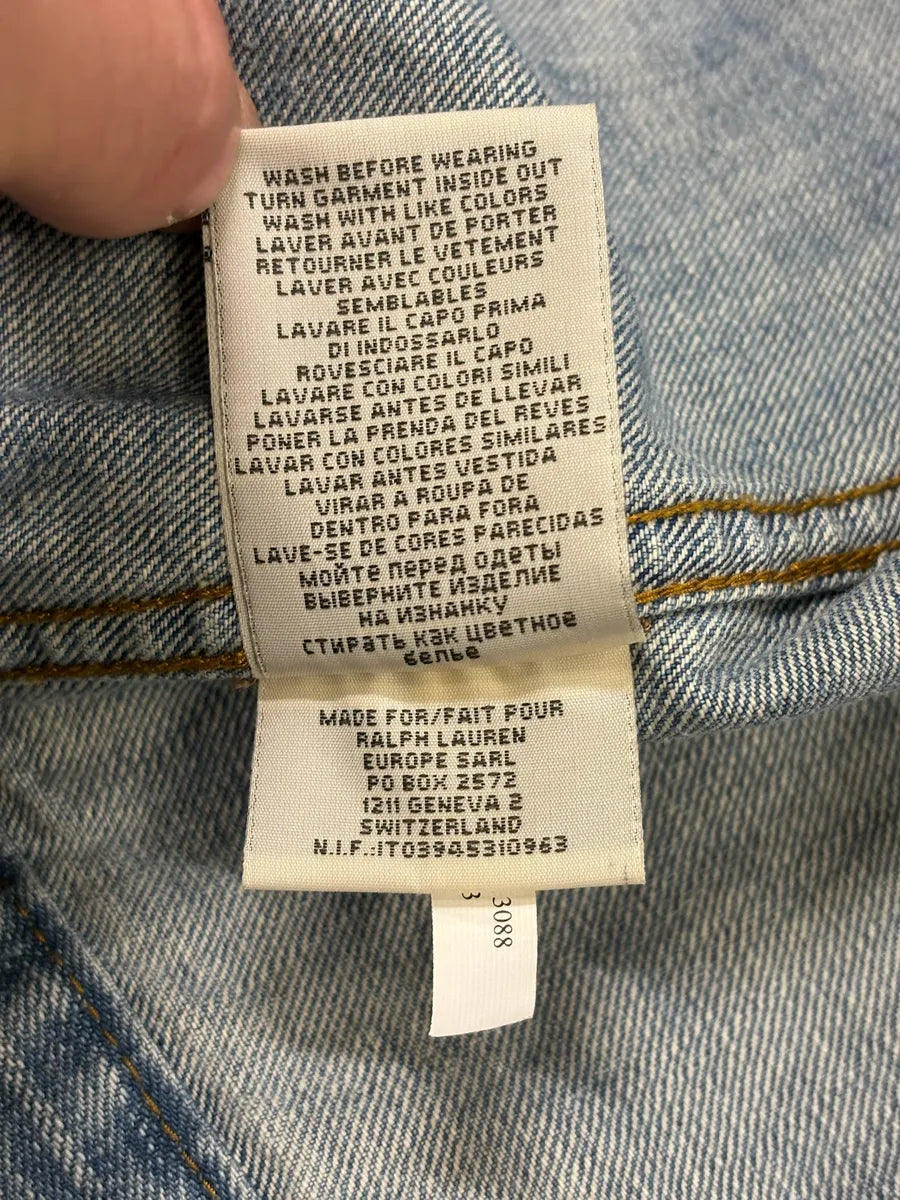 WASH BEFORE WEARING
TURN GARMENT INSIDE OUT
WASH WITH LIKE COLORS
LAVER AVANT DE PORTER
RETOURNER LE VETEMENT
LAVER AVEC COULEURS
SEMBLABLES
LAVARE IL CAPO PRIMA
DI INDOSSARLO
ROVESCIARE IL CAPO
LAVARE CON COLORI SIMILI
LAVARSE ANTES DE LLEVAR
PONER LA PRENDA DEL REVES
LAVAR CON COLORES SIMILARES
LAVAR ANTES VESTIDA
VIRAR A ROUPA DE
DENTRO PARA FORA
LAVE-SE DE CORES PARECIDAS
мойте перед одеты
ВЫВЕРНИТЕ ИЗДЕЛИЕ
НА ИЗНАНКУ
СТИРАТЬ КАК ЦВЕТНОЕ
белье
MADE FOR/FAIT POUR
RALPH LAUREN
EUROPE SARL
PO BOX 2572
1211 GENEVA 2
SWITZERLAND
N.I.F.:IT03945310963
3088
3